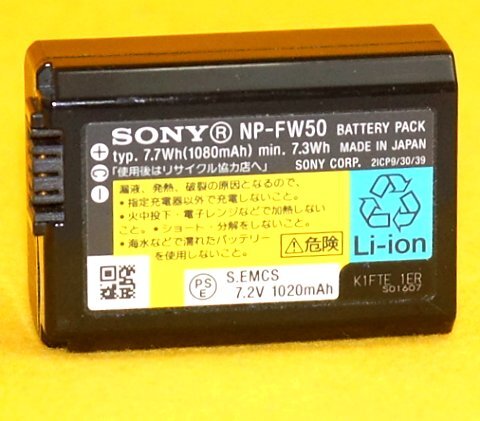 SONY® NP-FW50 BATTERY PACK
typ. 7.7Wh(1080mAh) min. 7.3Wh MADE IN JAPAN
「使用後はリサイクル協力店へ」 SONY CORP. 2ICP9/30/39
+
C
−
漏液、発熱、破裂の原因となるので、
• 指定充電器以外で充電しないこと。
• 火中投下・電子レンジなどで加熱しない
こと。• ショート・分解をしないこと。
• 海水などで濡れたバッテリー
を使用しないこと。
⚠危険
Li-ion
PS
E
S.EMCS
7.2V 1020mAh
K1FTE 1ER
S01607